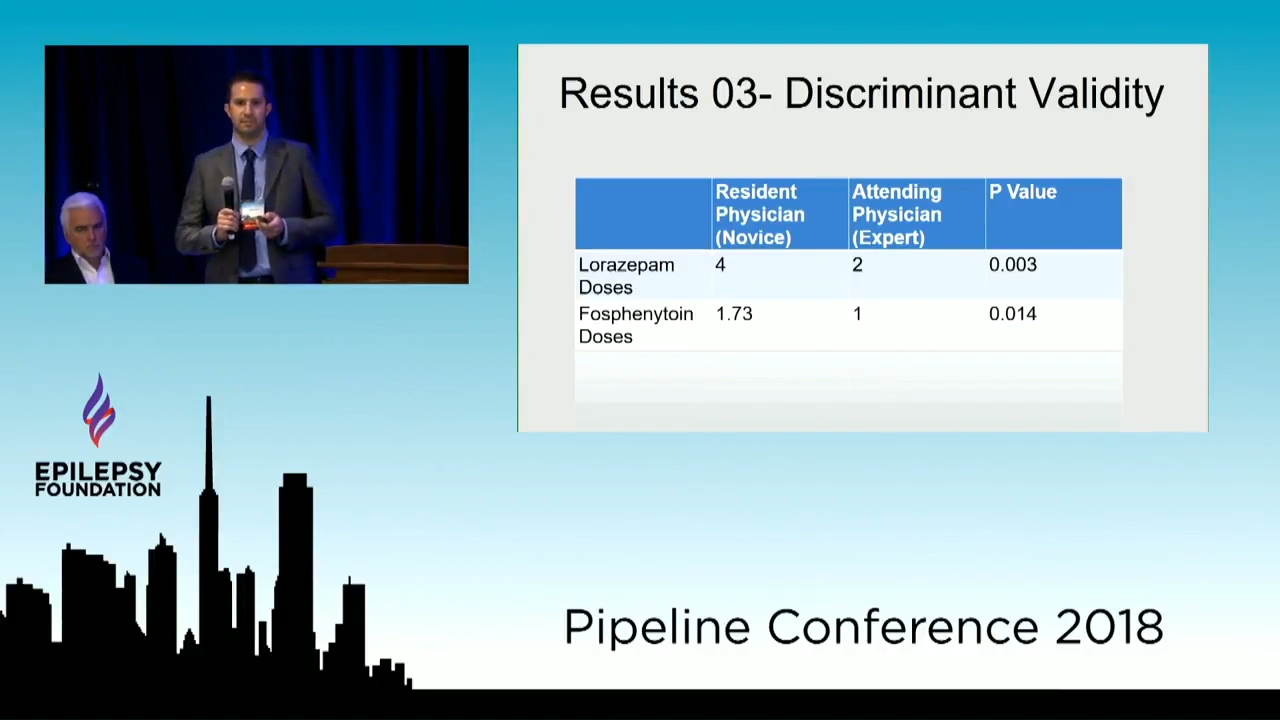 Results 03- Discriminant Validity
Resident Physician (Novice)
Attending Physician (Expert)
P Value
Lorazepam Doses
4
2
0.003
Fosphenytoin Doses
1.73
1
0.014
EPILEPSY
FOUNDATION
Pipeline Conference 2018